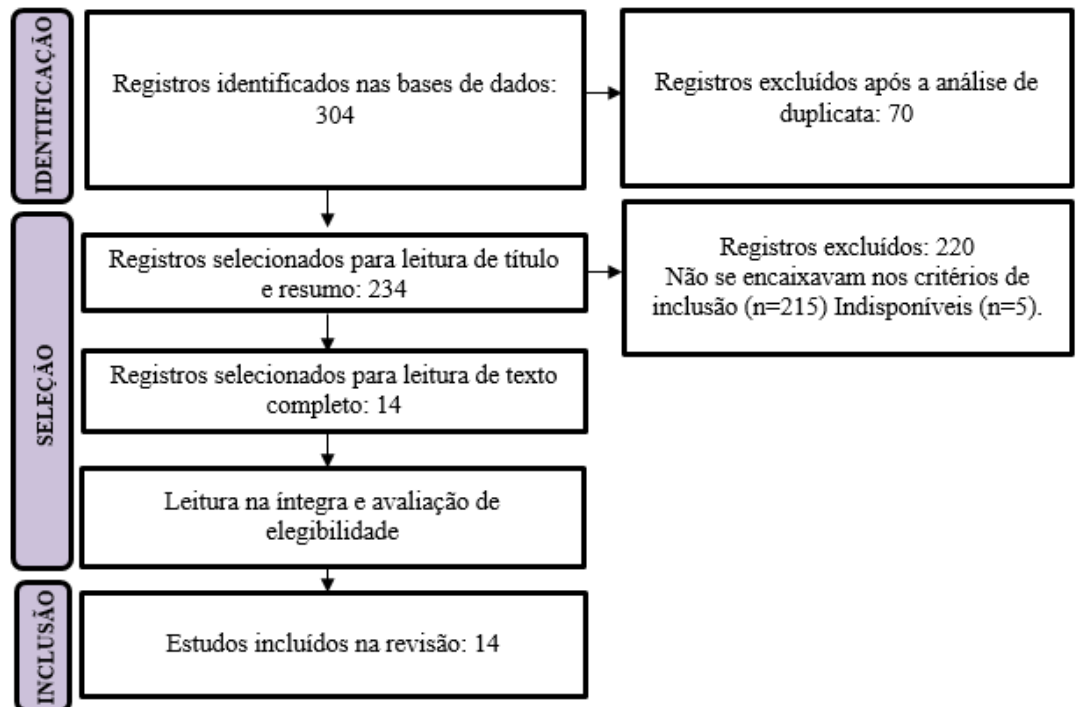 IDENTIFICAÇÃO
Registros identificados nas bases de dados:
304
Registros excluídos após a análise de
duplicata: 70
SELEÇÃO
Registros selecionados para leitura de título
e resumo: 234
Registros excluídos: 220
Não se encaixavam nos critérios de
inclusão (n=215) Indisponíveis (n=5).
Registros selecionados para leitura de texto
completo: 14
Leitura na íntegra e avaliação de
elegibilidade
INCLUSÃO
Estudos incluídos na revisão: 14